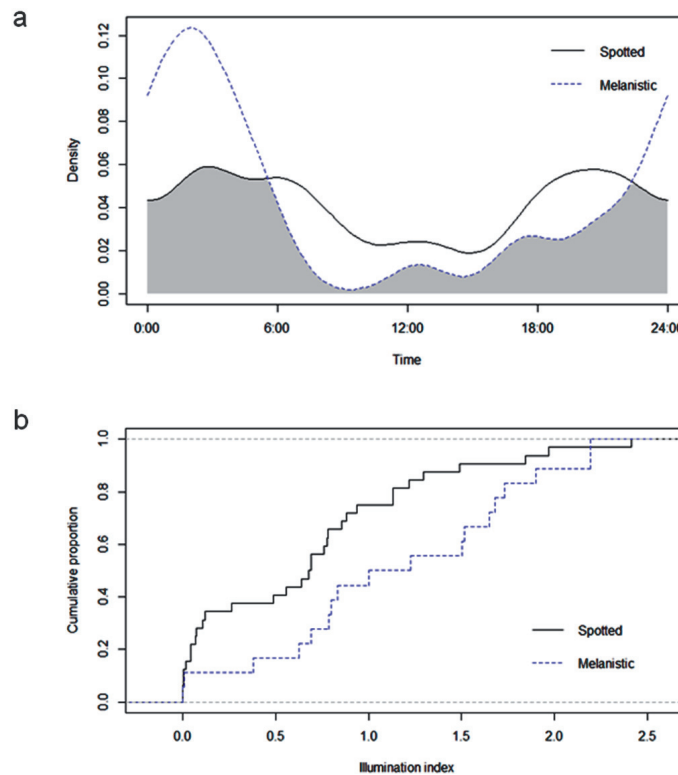 a
0.12
0.10
0.08
0.06
0.04
0.02
0.00
Density
Spotted
Melanistic
0:00 6:00 12:00 18:00 24:00
Time
b
1.0
0.8
0.6
0.4
0.2
0.0
Cumulative proportion
Spotted
Melanistic
0.0 0.5 1.0 1.5 2.0 2.5
Illumination index